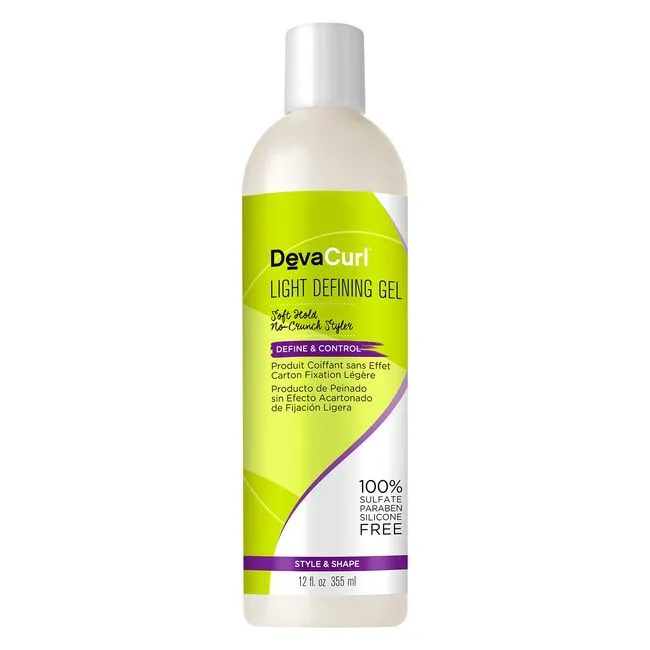 DevaCurl
LIGHT DEFINING GEL
Soft Hold
No-Crunch Styler
DEFINE & CONTROL
Produit Coiffant sans Effet
Carton Fixation Légère
Producto de Peinado
sin Efecto Acartonado
de Fijación Ligera
100%
SULFATE
PARABEN
SILICONE
FREE
STYLE & SHAPE
12 fl. oz 355 ml